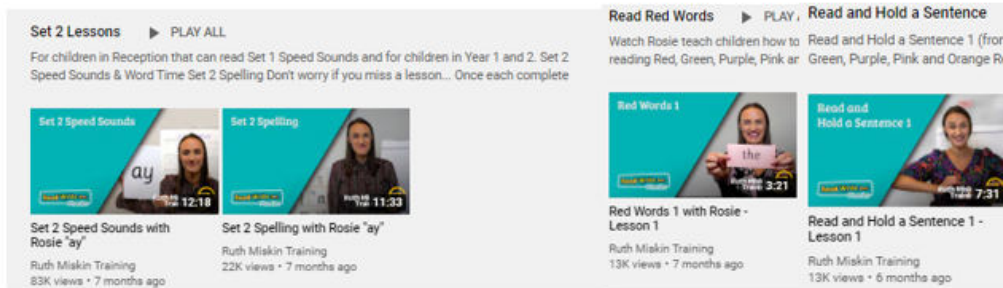 Set 2 Lessons PLAY ALL
For children in Reception that can read Set 1 Speed Sounds and for children in Year 1 and 2. Set 2
Speed Sounds & Word Time Set 2 Spelling Don't worry if you miss a lesson... Once each complete
Set 2 Speed Sounds
ay
12:18
Set 2 Speed Sounds with
Rosie "ay"
Ruth Miskin Training
83K views • 7 months ago
Set 2 Spelling
11:33
Set 2 Spelling with Rosie "ay"
Ruth Miskin Training
22K views • 7 months ago
Read Red Words PLAY
Watch Rosie teach children how to
reading Red, Green, Purple, Pink
Red Words 1
the
3:21
Red Words 1 with Rosie -
Lesson 1
Ruth Miskin Training
13K views • 7 months ago
Read and Hold a Sentence
Read and Hold a Sentence 1
Green, Purple, Pink and Orange
Read and
Hold a Sentence 1
7:31
Read and Hold a Sentence 1 -
Lesson 1
Ruth Miskin Training
13K views • 6 months ago